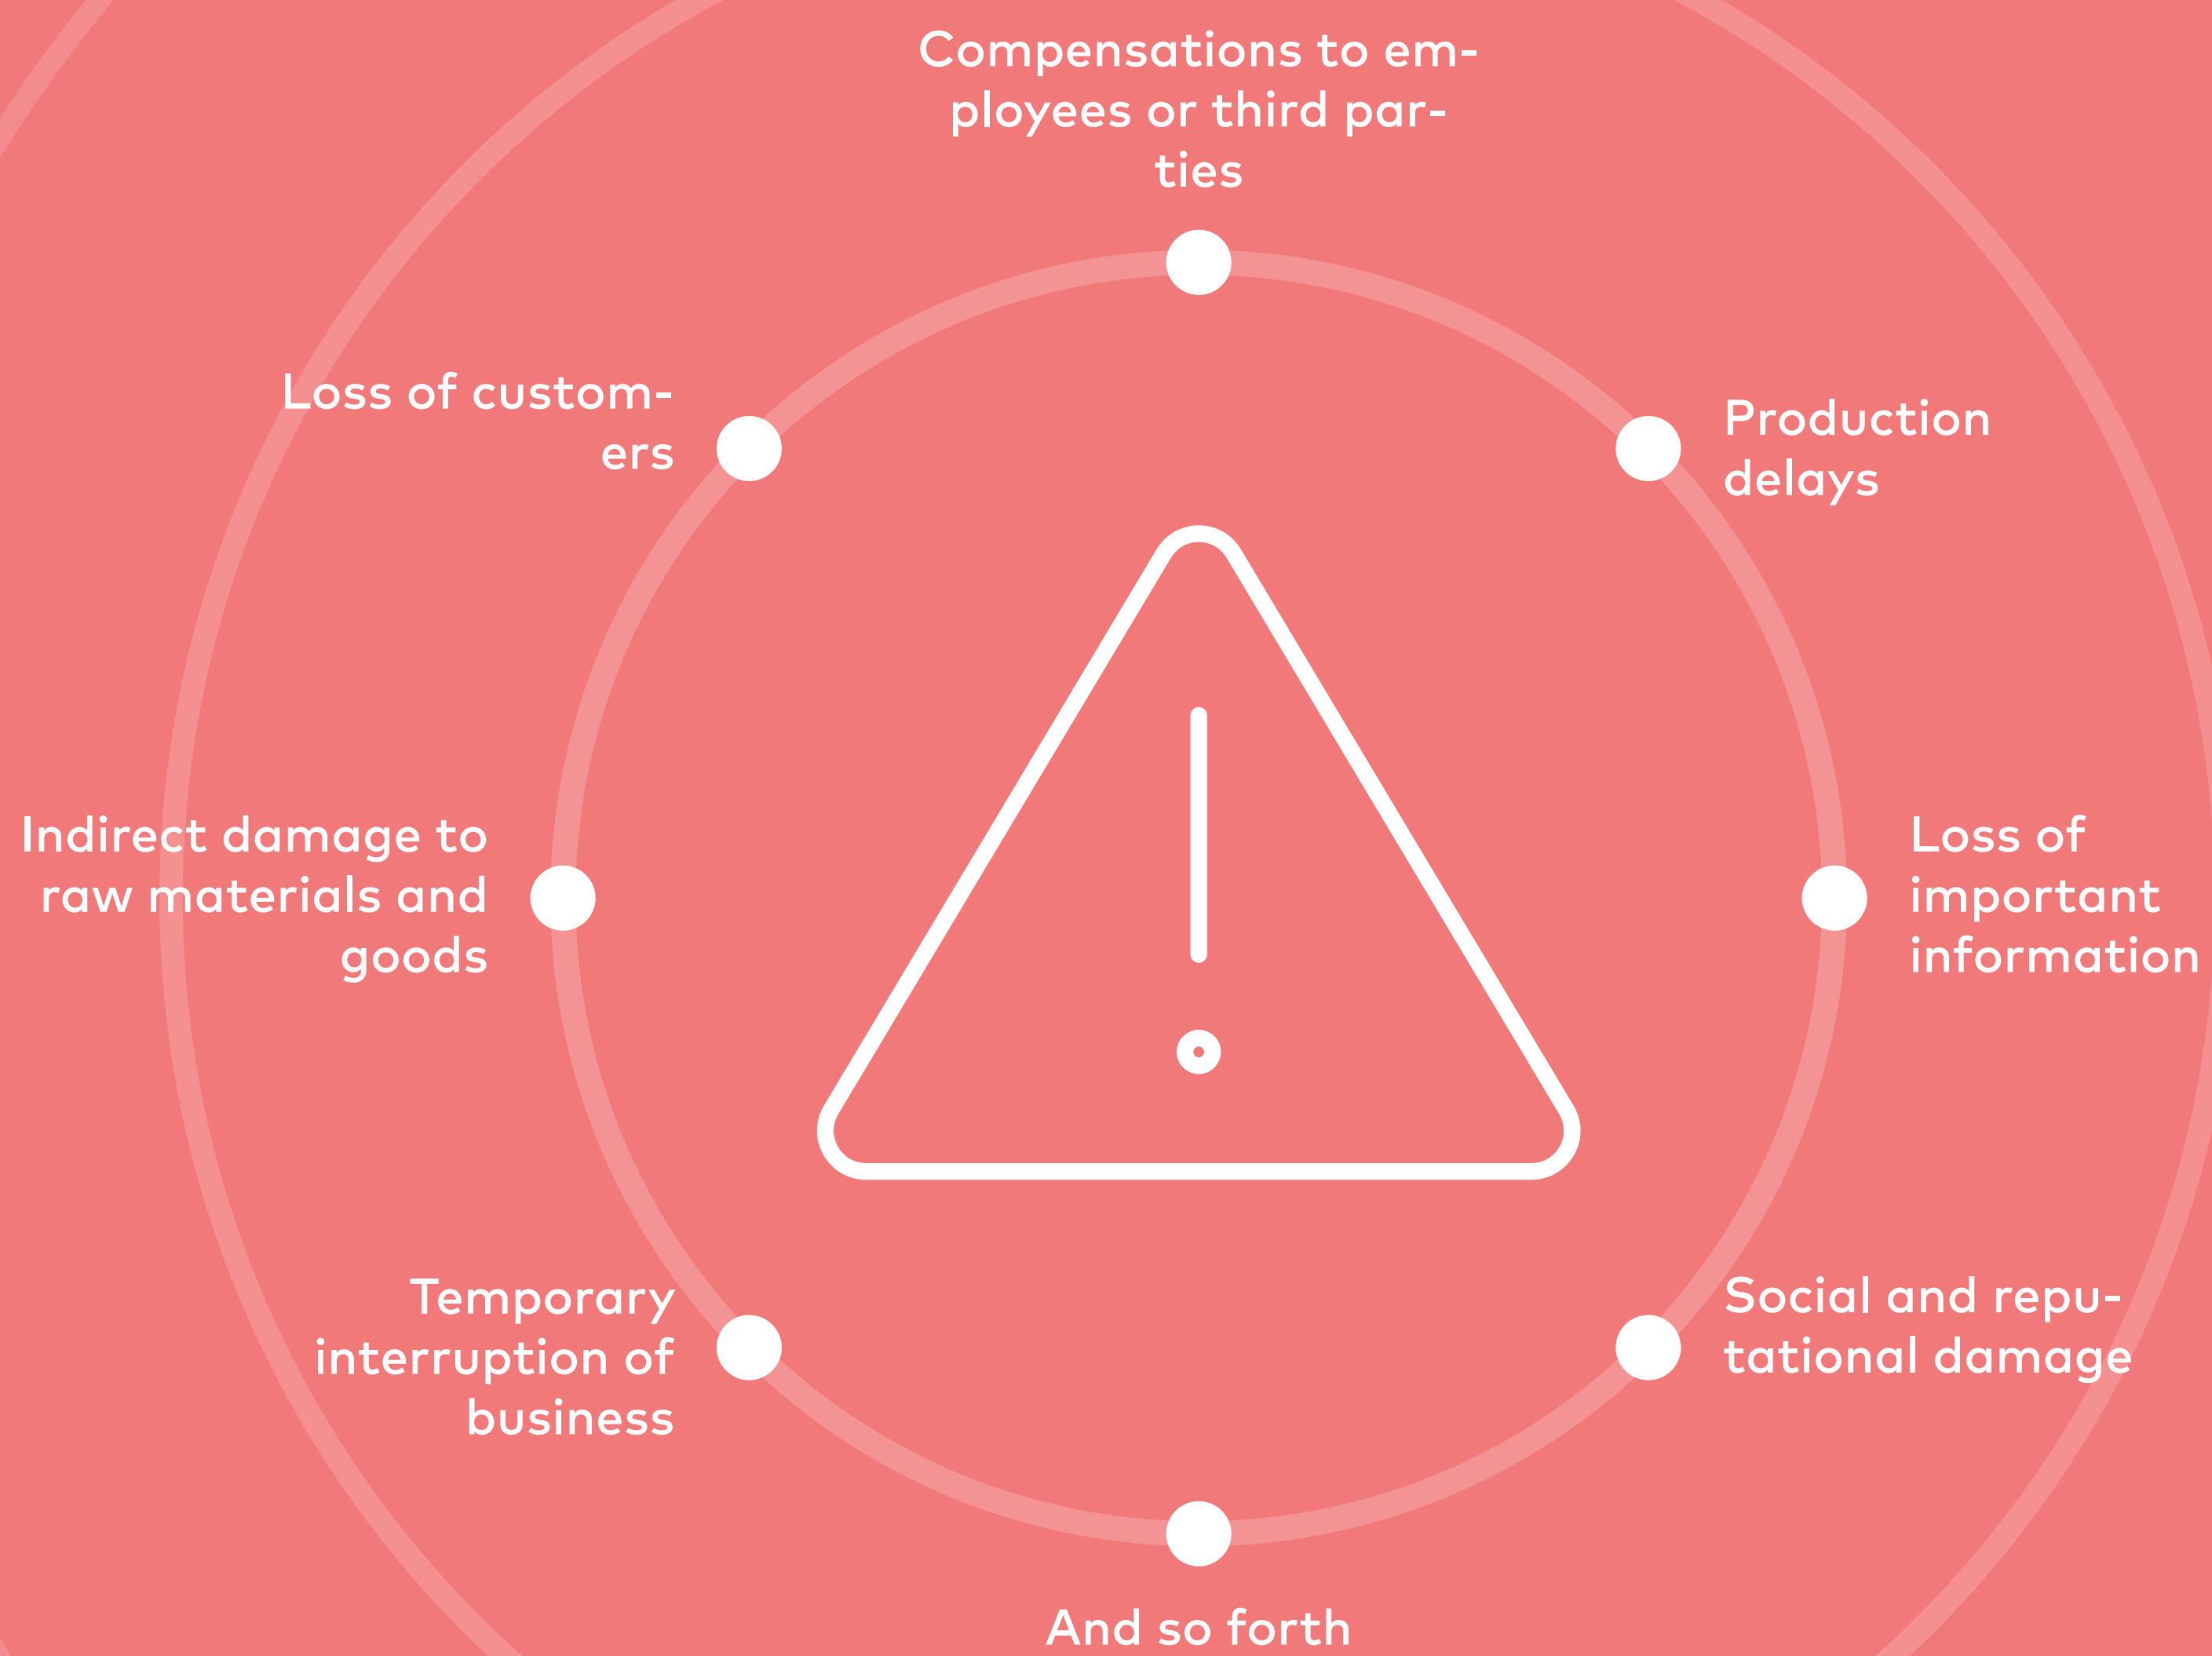 Compensations to em-
ployees or third par-
ties
Loss of custom-
ers
Production
delays
Indirect damage to
raw materials and
goods
Loss of
important
information
Temporary
interruption of
business
Social and repu-
tational damage
And so forth